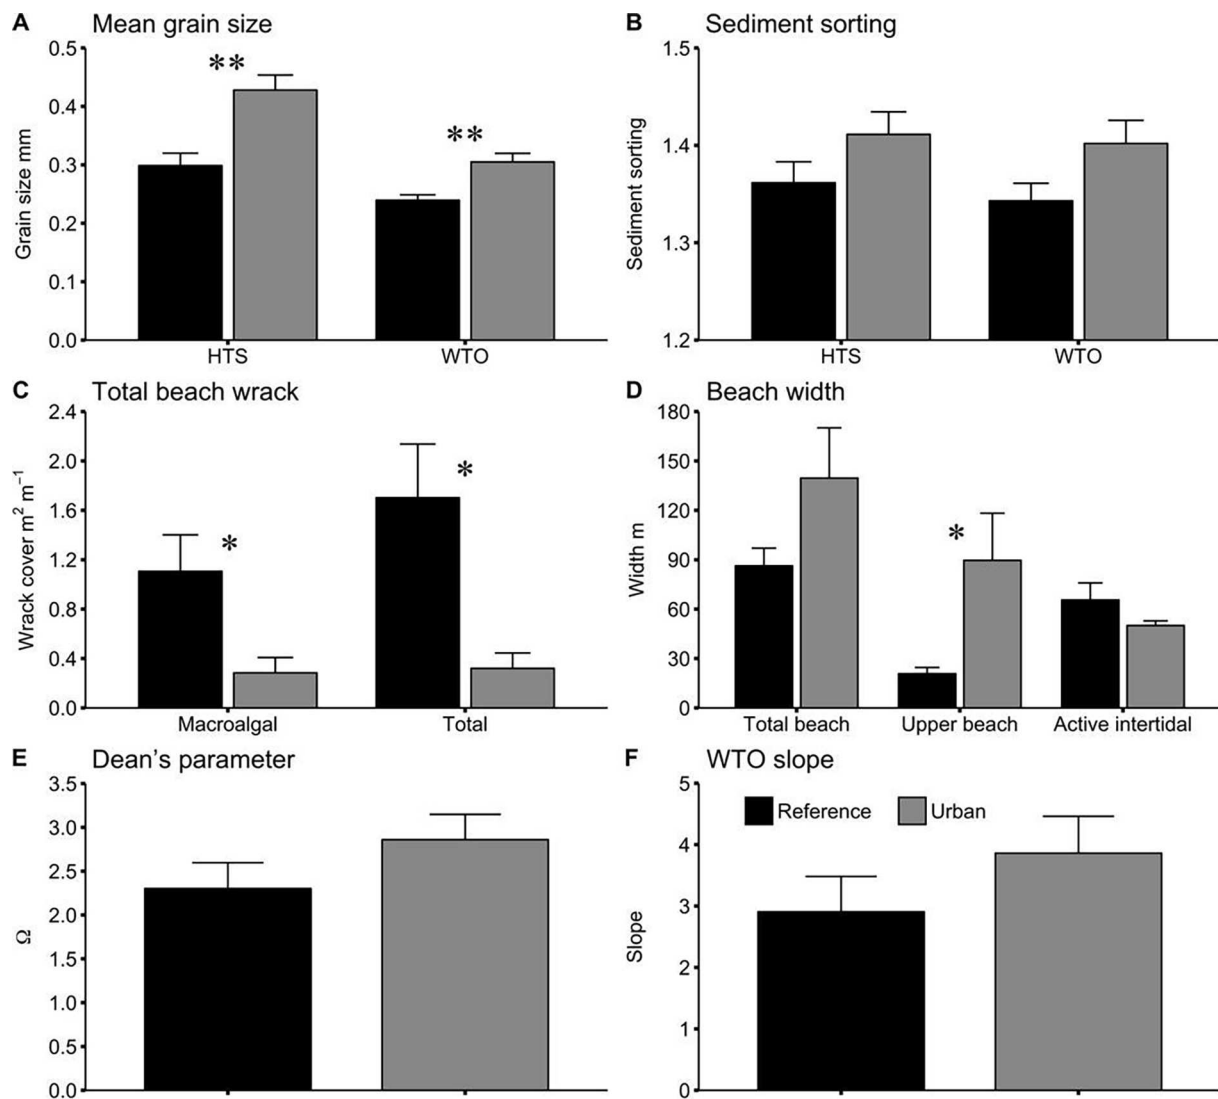 A Mean grain size
Grain size mm
0.5
0.4
0.3
0.2
0.1
0.0
**
**
HTS WTO
B Sediment sorting
Sediment sorting
1.5
1.4
1.3
1.2
HTS WTO
C Total beach wrack
Wrack cover m² m⁻¹
2.4
2.0
1.6
1.2
0.8
0.4
0.0
*
*
Macroalgal Total
D Beach width
Width m
180
150
120
90
60
30
0
*
Total beach Upper beach Active intertidal
E Dean’s parameter
Ω
3.5
3.0
2.5
2.0
1.5
1.0
0.5
0.0
F WTO slope
Slope
5
4
3
2
1
0
Reference Urban